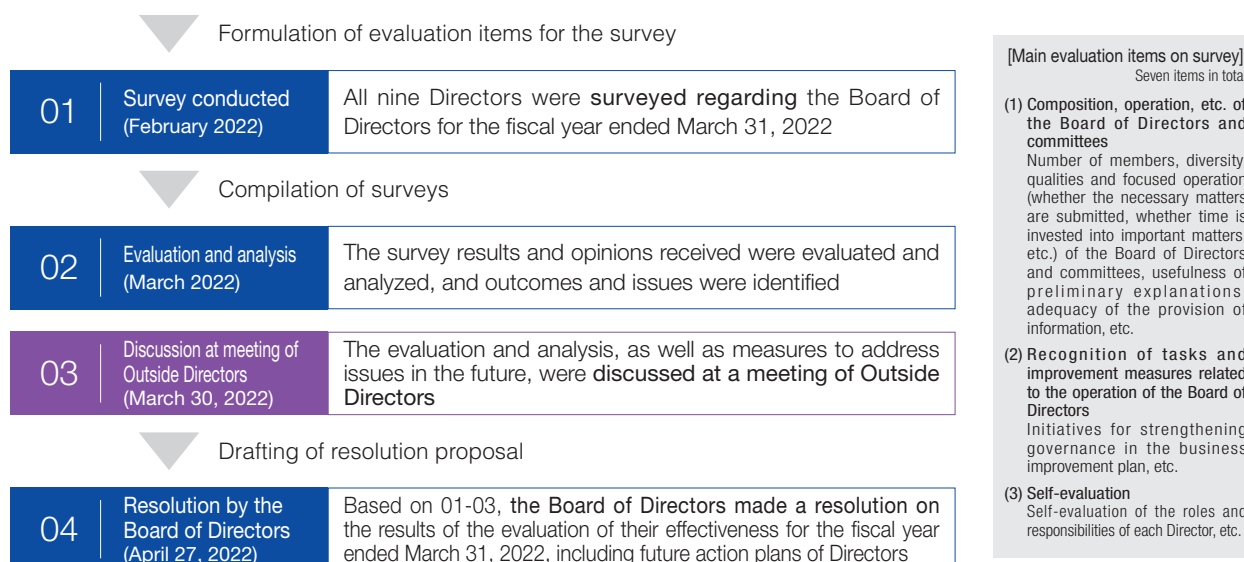 Formulation of evaluation items for the survey
01
Survey conducted
(February 2022)
All nine Directors were surveyed regarding the Board of
Directors for the fiscal year ended March 31, 2022
Compilation of surveys
02
Evaluation and analysis
(March 2022)
The survey results and opinions received were evaluated and
analyzed, and outcomes and issues were identified
03
Discussion at meeting of
Outside Directors
(March 30, 2022)
The evaluation and analysis, as well as measures to address
issues in the future, were discussed at a meeting of Outside
Directors
Drafting of resolution proposal
04
Resolution by the
Board of Directors
(April 27, 2022)
Based on 01-03, the Board of Directors made a resolution on
the results of the evaluation of their effectiveness for the fiscal year
ended March 31, 2022, including future action plans of Directors
[Main evaluation items on survey]
Seven items in tota
(1) Composition, operation, etc. of
the Board of Directors and
committees
Number of members, diversity
qualities and focused operation
(whether the necessary matters
are submitted, whether time is
invested into important matters
etc.) of the Board of Directors
and committees, usefulness of
preliminary explanations
adequacy of the provision of
information, etc.
(2) Recognition of tasks and
improvement measures related
to the operation of the Board of
Directors
Initiatives for strengthening
governance in the business
improvement plan, etc.
(3) Self-evaluation
Self-evaluation of the roles and
responsibilities of each Director, etc.